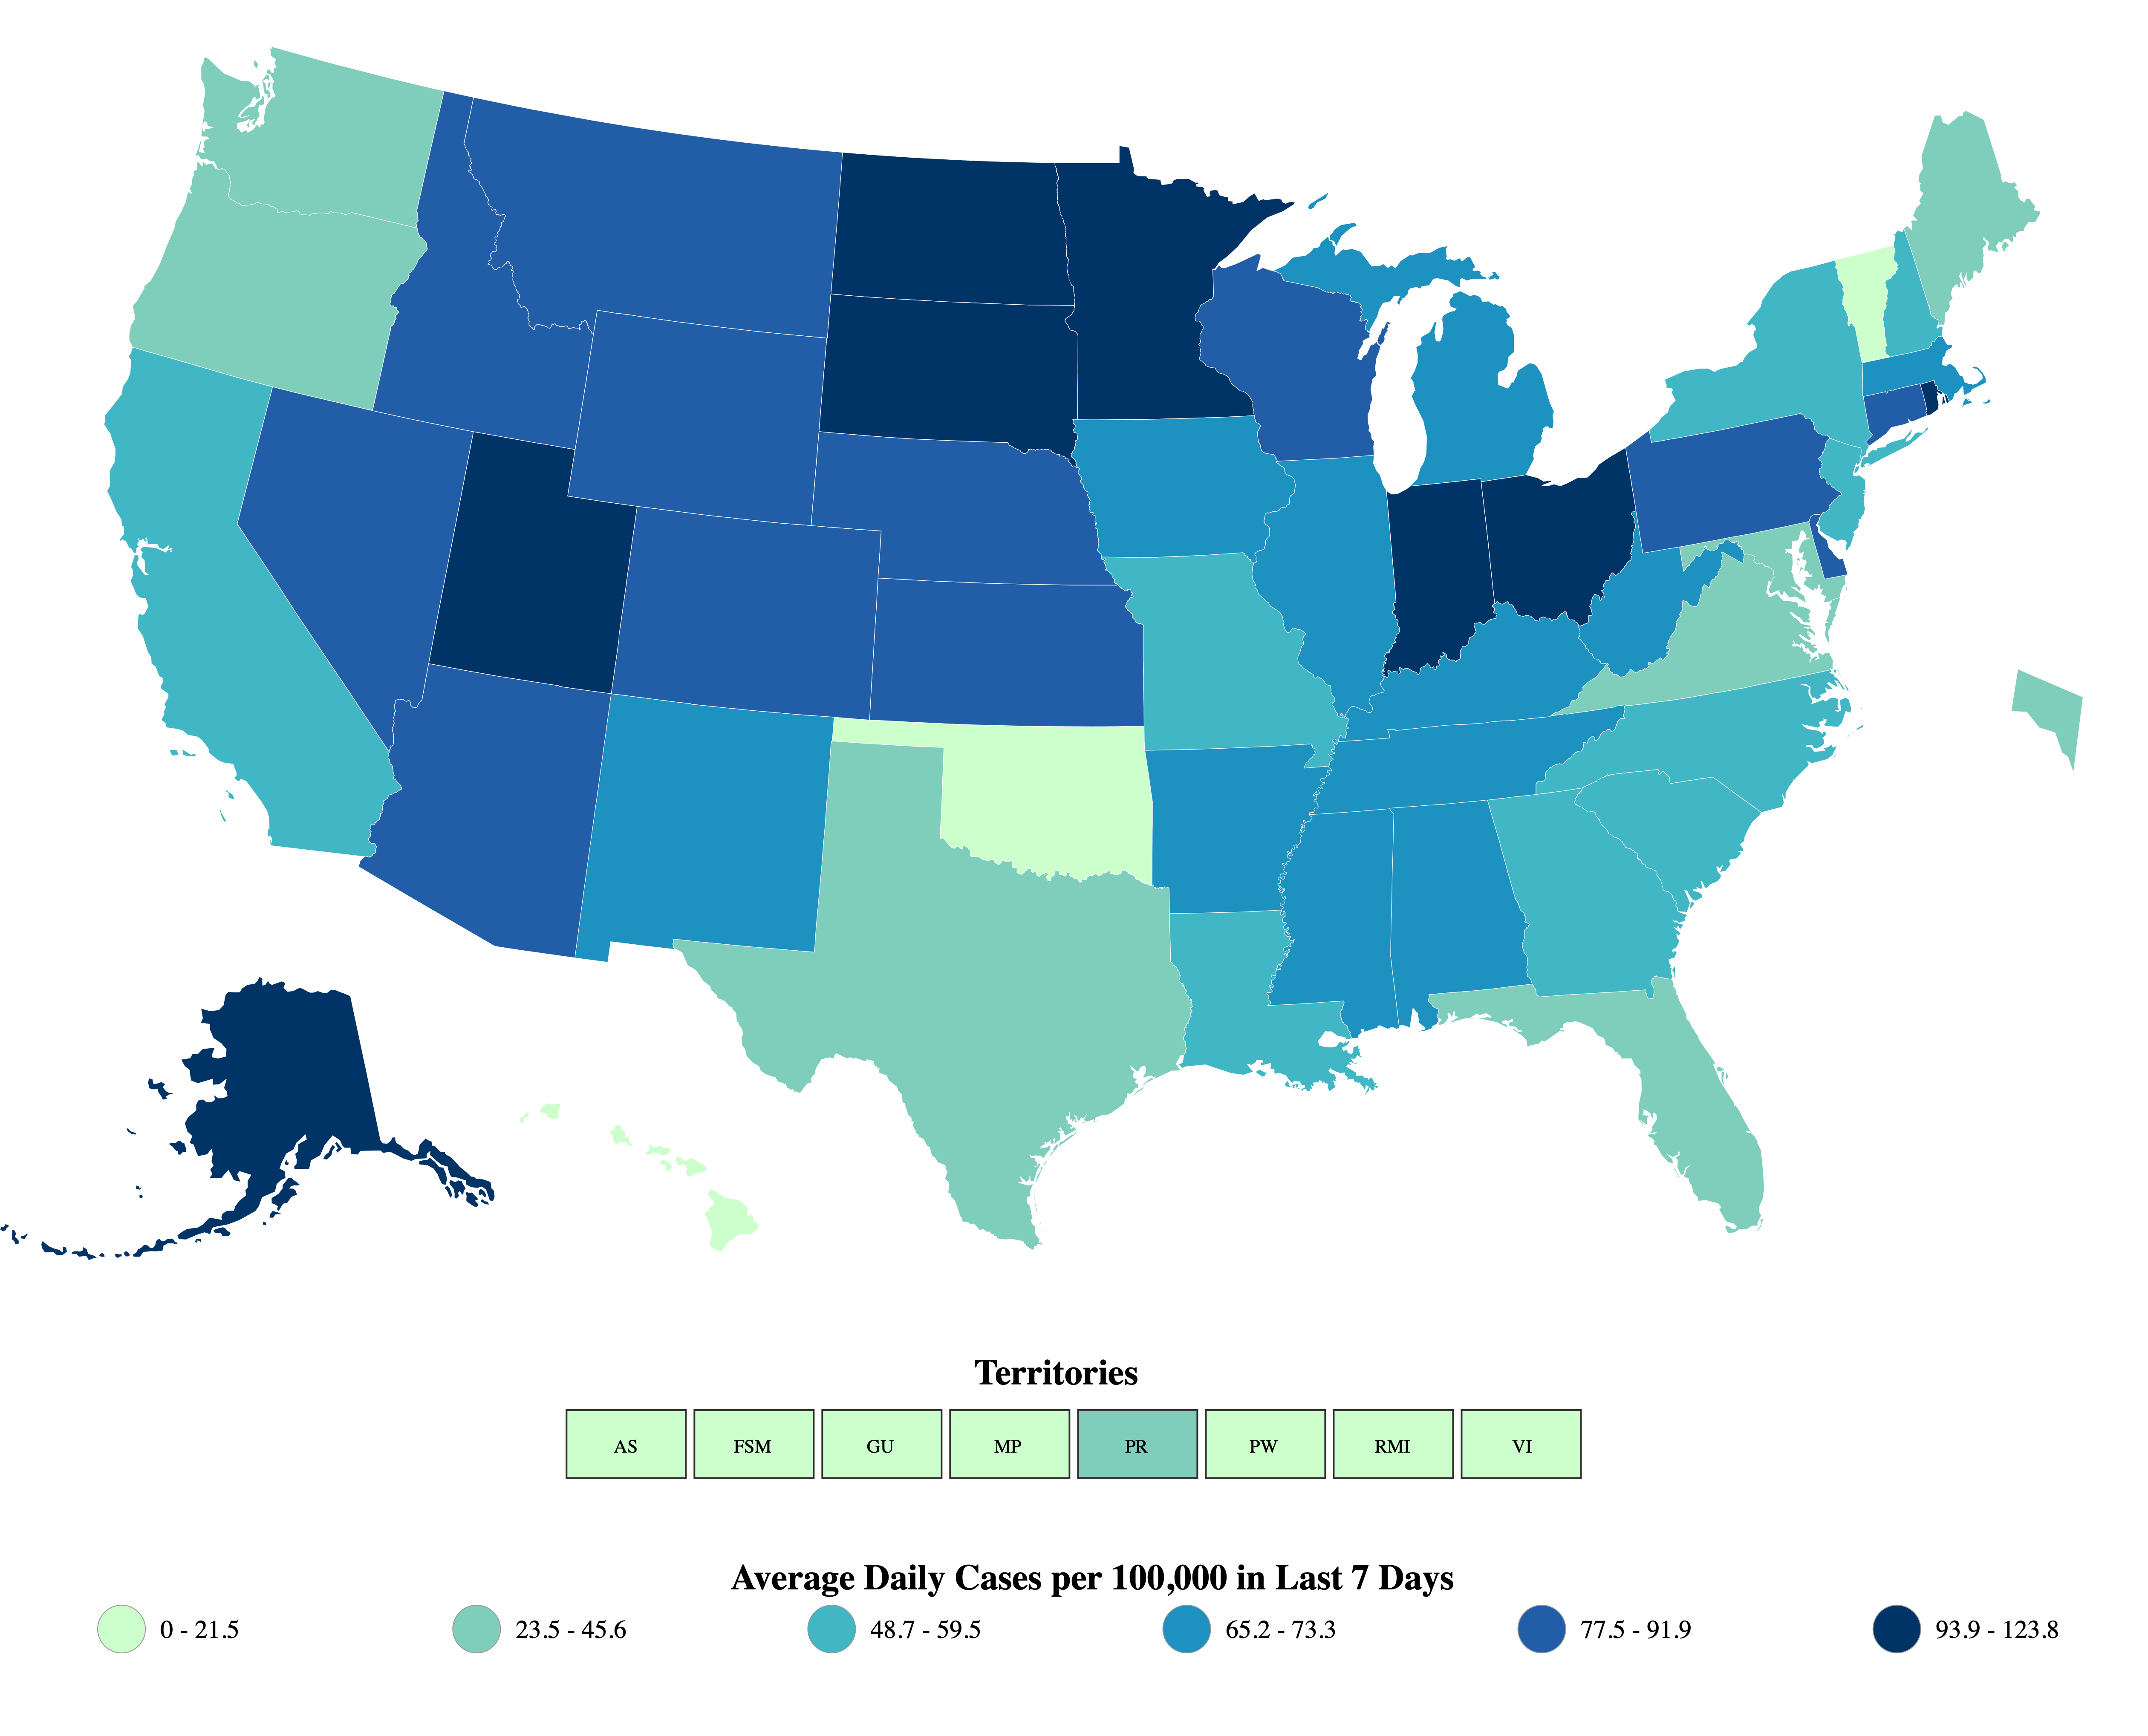 Territories
AS FSM GU MP PR PW RMI VI
Average Daily Cases per 100,000 in Last 7 Days
0 - 21.5 23.5 - 45.6 48.7 - 59.5 65.2 - 73.3 77.5 - 91.9 93.9 - 123.8